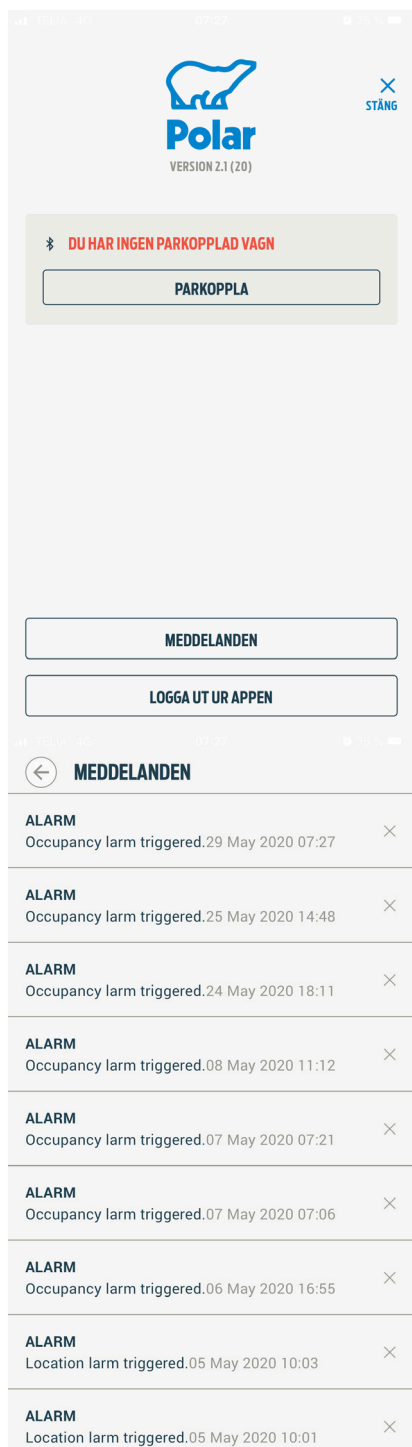 07:27
Polar
STÄNG
VERSION 2.1 (20)
DU HAR INGEN PARKOPPLAD VAGN
PARKOPPLA
MEDDELANDEN
LOGGA UT UR APPEN
MEDDELANDEN
ALARM
Occupancy larm triggered.29 May 2020 07:27
ALARM
Occupancy larm triggered.25 May 2020 14:48
ALARM
Occupancy larm triggered.24 May 2020 18:11
ALARM
Occupancy larm triggered.08 May 2020 11:12
ALARM
Occupancy larm triggered.07 May 2020 07:21
ALARM
Occupancy larm triggered.07 May 2020 07:06
ALARM
Occupancy larm triggered.06 May 2020 16:55
ALARM
Location larm triggered.05 May 2020 10:03
ALARM
Location larm triggered.05 May 2020 10:01